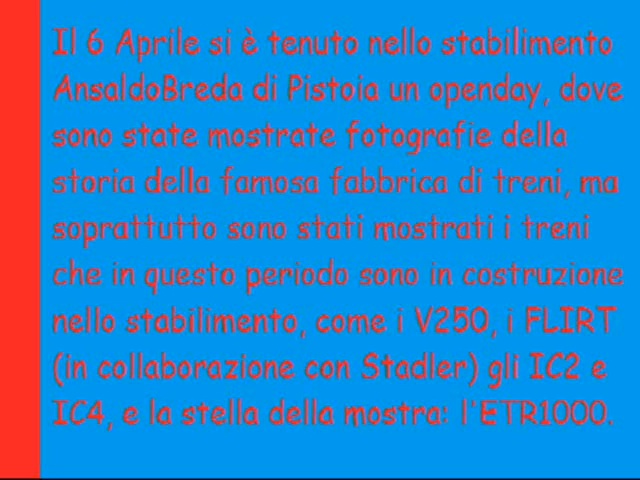 Il 6 Aprile si è tenuto nello stabilimento
AnsaldoBreda di Pistoia un openday, dove
sono state mostrate fotografie della
storia della famosa fabbrica di treni, ma
soprattutto sono stati mostrati i treni
che in questo periodo sono in costruzione
nello stabilimento, come i V250, i FLIRT
(in collaborazione con Stadler) gli IC2 e
IC4, e la stella della mostra: l'ETR1000.